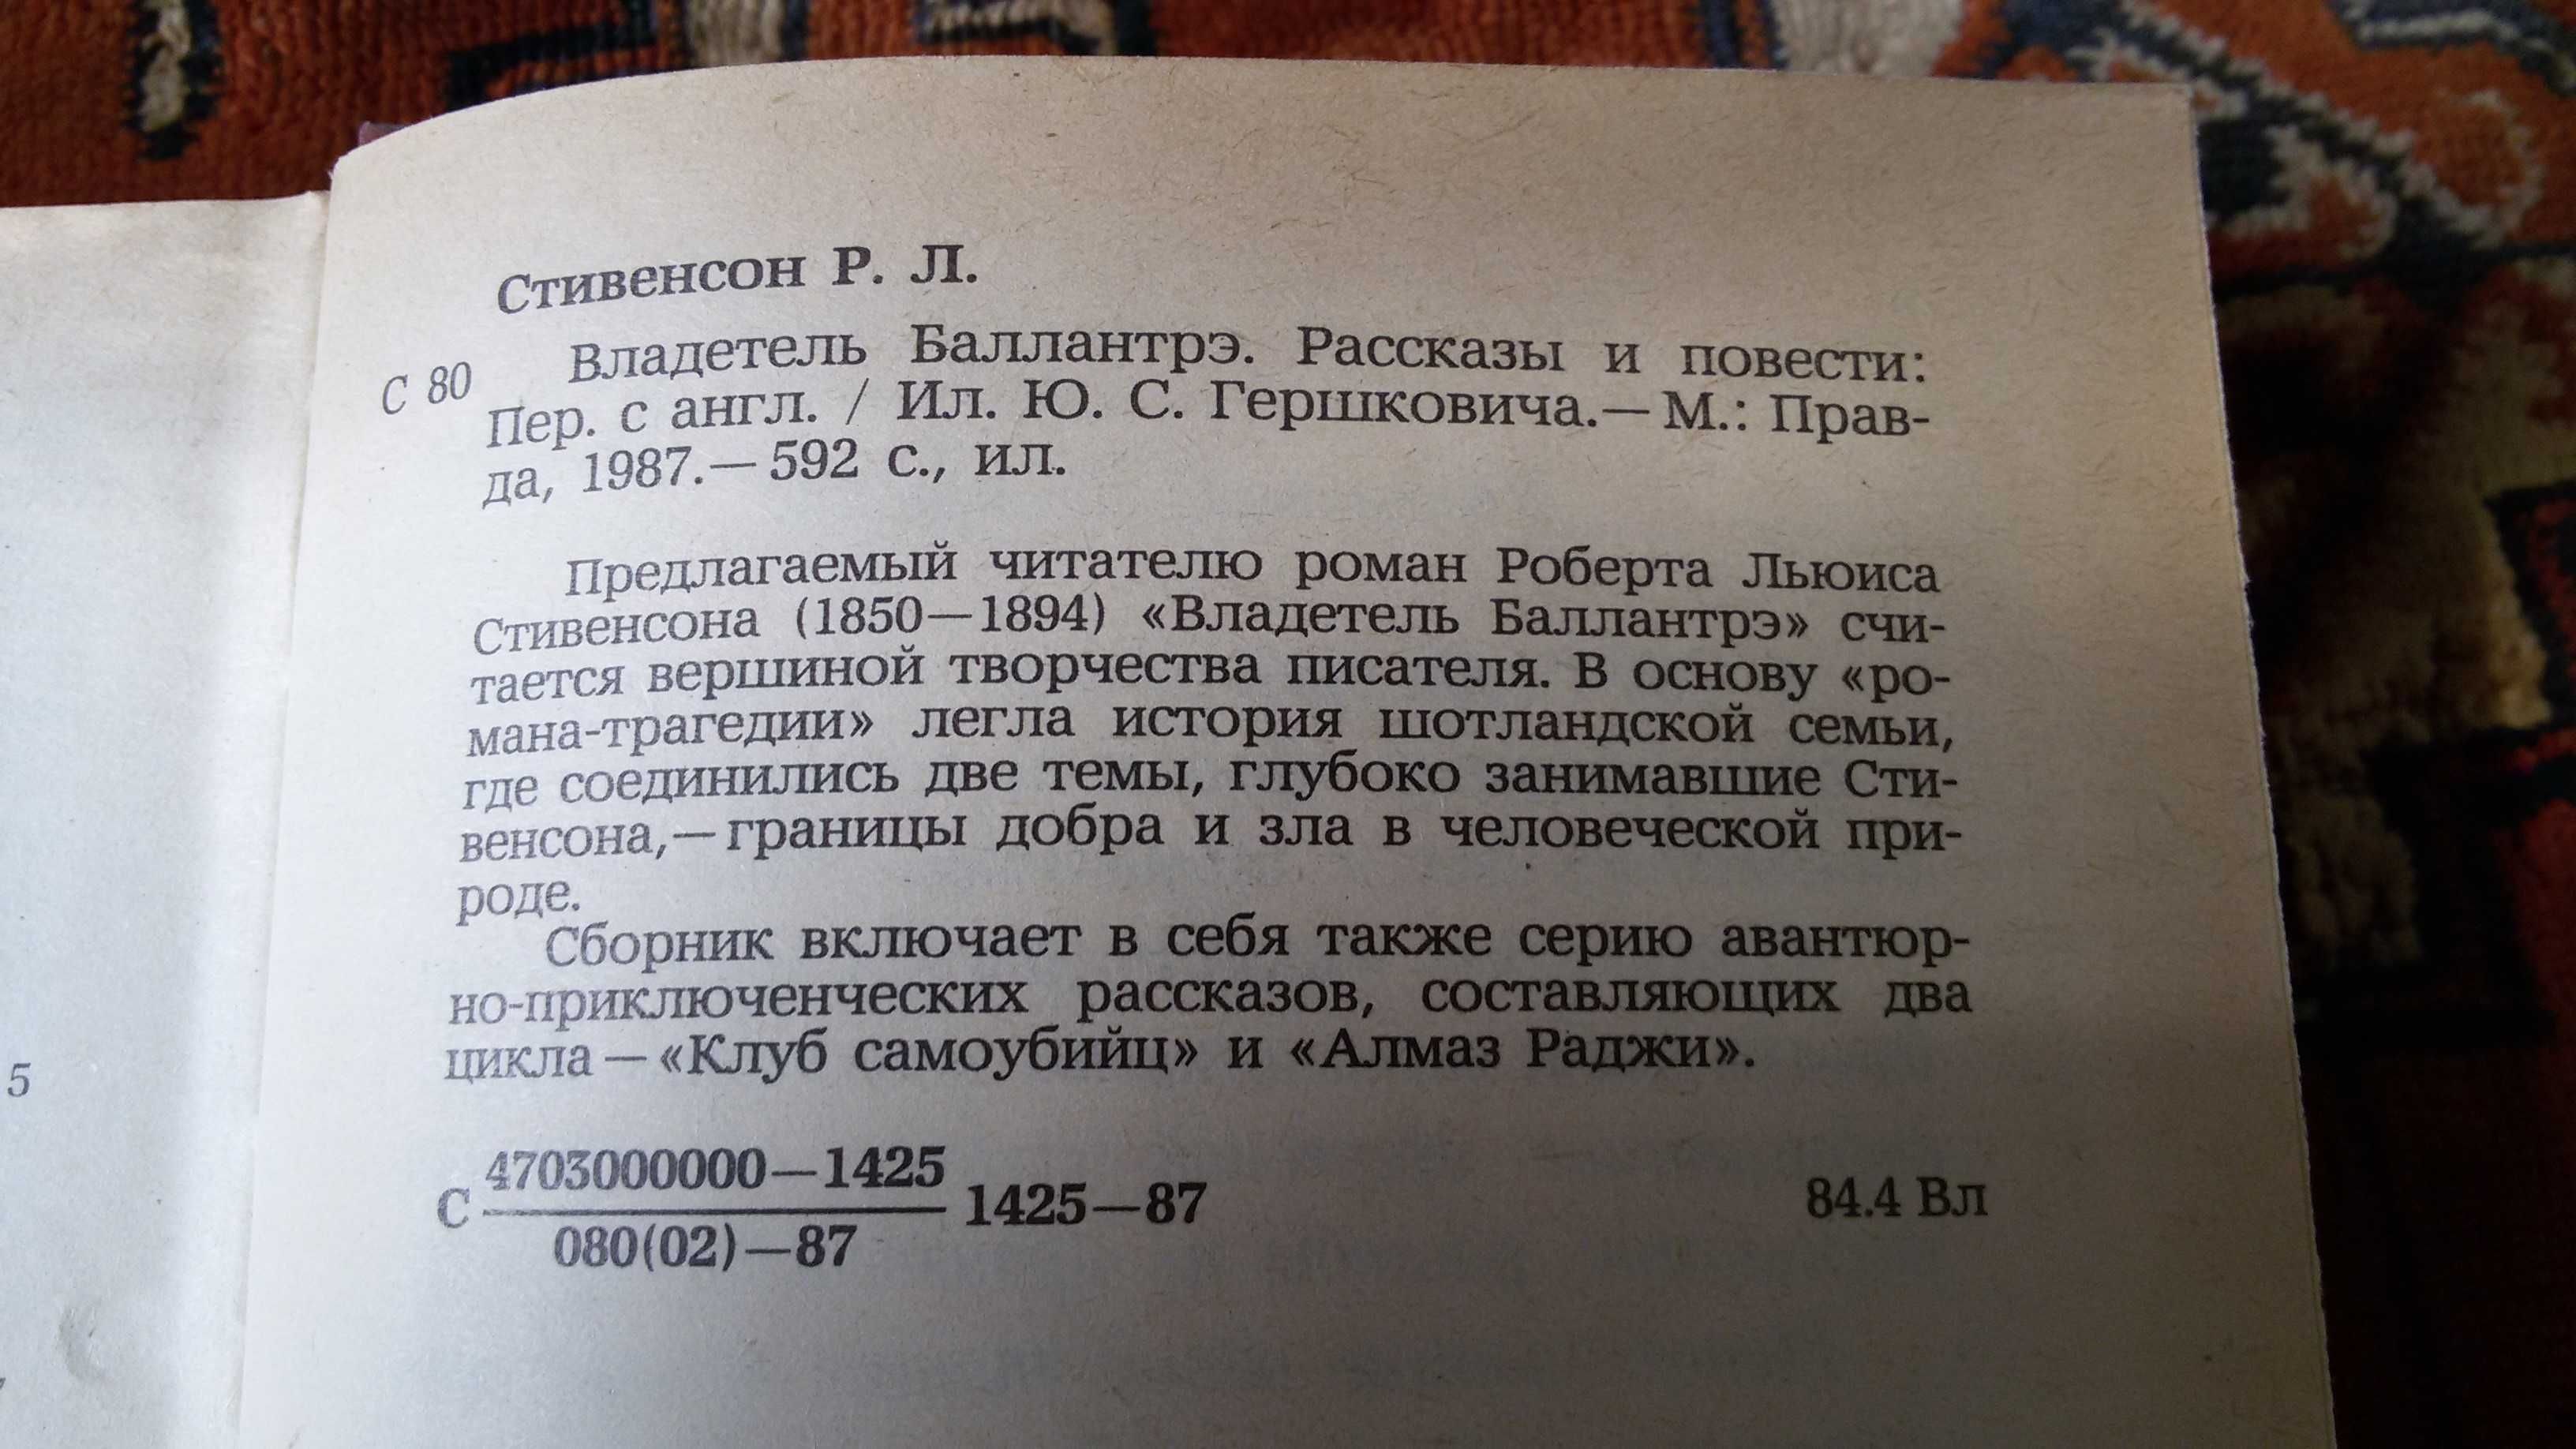 Стивенсон Р. Л.
С 80
Владетель Баллантрэ. Рассказы и повести:
Пер. с англ. / Ил. Ю. С. Гершковича.— М.: Прав-
да, 1987.— 592 с., ил.
Предлагаемый читателю роман Роберта Льюиса
Стивенсона (1850—1894) «Владетель Баллантрэ» счи-
тается вершиной творчества писателя. В основу «ро-
мана-трагедии» легла история шотландской семьи,
где соединились две темы, глубоко занимавшие Сти-
венсона,— границы добра и зла в человеческой при-
роде.
Сборник включает в себя также серию авантюр-
но-приключенческих рассказов, составляющих два
цикла — «Клуб самоубийц» и «Алмаз Раджи».
5
4703000000—1425
С 1425—87
080(02)—87
84.4 Вл